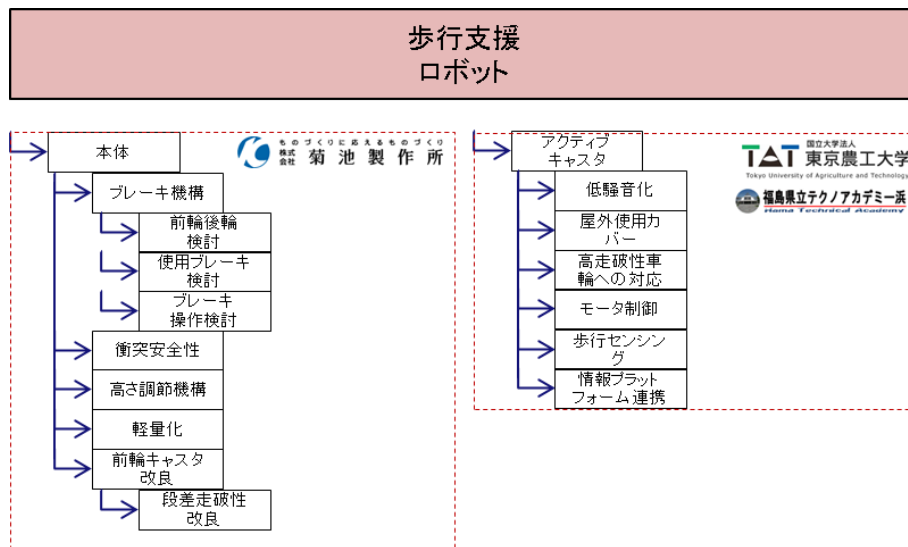 歩行支援
ロボット
本体
ものづくりに応えるものづくり
株式会社 菊池製作所
ブレーキ機構
前輪後輪
検討
使用ブレーキ
検討
ブレーキ
操作検討
衝突安全性
高さ調節機構
軽量化
前輪キャスタ
改良
段差走破性
改良
アクティブ
キャスタ
国立大学法人
TAT 東京農工大学
Tokyo University of Agriculture and Technology
福島県立テクノアカデミー浜
Hama Technical Academy
低騒音化
屋外使用カ
バー
高走破性車
輪への対応
モータ制御
歩行センシン
グ
情報プラット
フォーム連携